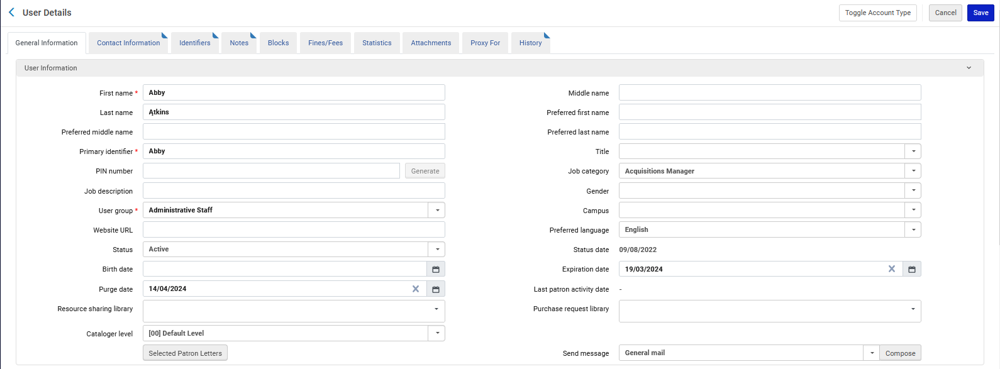 User Details
Toggle Account Type Cancel Save
General Information Contact Information Identifiers Notes Blocks Fines/Fees Statistics Attachments Proxy For History
User Information
First name * Abby Middle name
Last name Atkins Preferred first name
Preferred middle name Preferred last name
Primary identifier * Abby Title
PIN number Generate Job category Acquisitions Manager
Job description Gender
User group * Administrative Staff Campus
Website URL Preferred language English
Status Active Status date 09/08/2022
Birth date Expiration date 19/03/2024
Purge date 14/04/2024 Last patron activity date -
Resource sharing library Purchase request library
Cataloger level [00] Default Level
Selected Patron Letters Send message General mail Compose